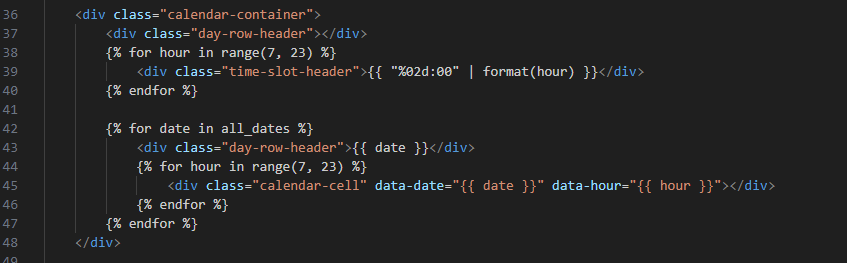 36 <div class="calendar-container">
37 <div class="day-row-header"></div>
38 {% for hour in range(7, 23) %}
39 <div class="time-slot-header">{{ "%02d:00" | format(hour) }}</div>
40 {% endfor %}
41
42 {% for date in all_dates %}
43 <div class="day-row-header">{{ date }}</div>
44 {% for hour in range(7, 23) %}
45 <div class="calendar-cell" data-date="{{ date }}" data-hour="{{ hour }}"></div>
46 {% endfor %}
47 {% endfor %}
48 </div>
49